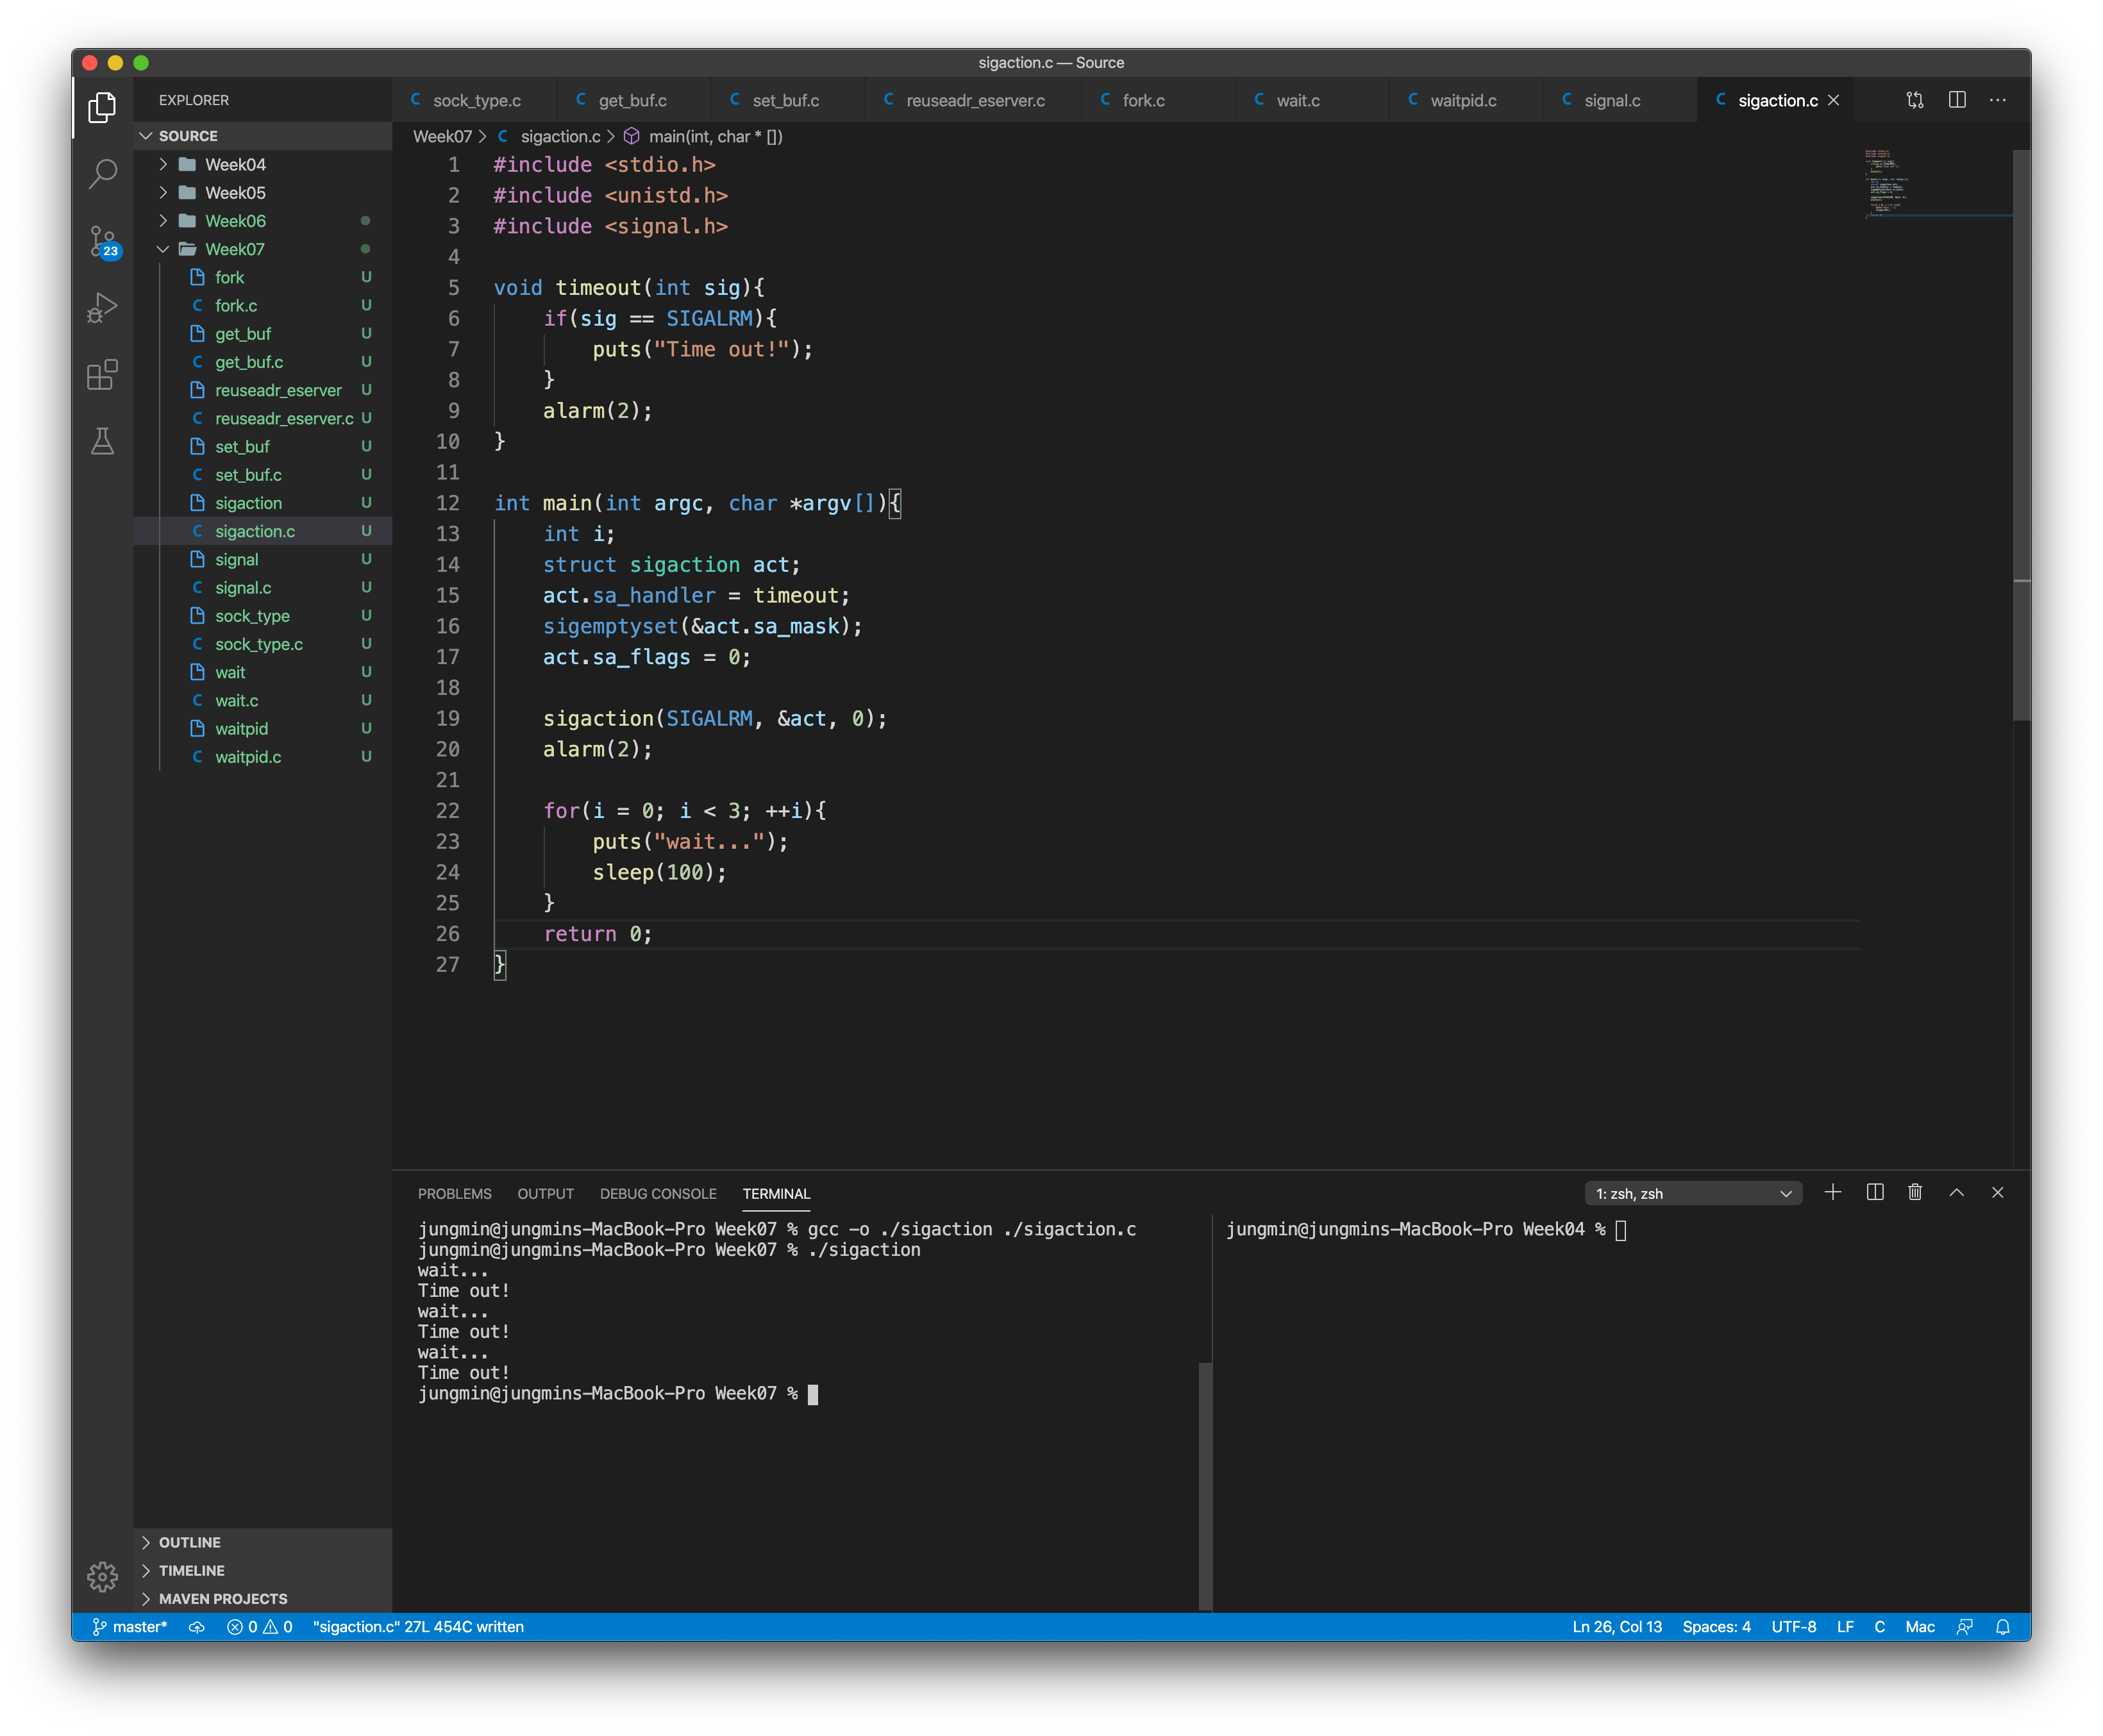 sigaction.c — Source
EXPLORER
SOURCE
Week04
Week05
Week06
Week07
fork U
fork.c U
get_buf U
get_buf.c U
reuseadr_eserver U
reuseadr_eserver.c U
set_buf U
set_buf.c U
sigaction U
sigaction.c U
signal U
signal.c U
sock_type U
sock_type.c U
wait U
wait.c U
waitpid U
waitpid.c U
OUTLINE
TIMELINE
MAVEN PROJECTS
23
C sock_type.c C get_buf.c C set_buf.c C reuseadr_eserver.c C fork.c C wait.c C waitpid.c C signal.c C sigaction.c
Week07 > C sigaction.c > main(int, char * [])
1 #include <stdio.h>
2 #include <unistd.h>
3 #include <signal.h>
4
5 void timeout(int sig){
6     if(sig == SIGALRM){
7         puts("Time out!");
8     }
9     alarm(2);
10 }
11
12 int main(int argc, char *argv[]){
13     int i;
14     struct sigaction act;
15     act.sa_handler = timeout;
16     sigemptyset(&act.sa_mask);
17     act.sa_flags = 0;
18
19     sigaction(SIGALRM, &act, 0);
20     alarm(2);
21
22     for(i = 0; i < 3; ++i){
23         puts("wait...");
24         sleep(100);
25     }
26     return 0;
27 }
PROBLEMS OUTPUT DEBUG CONSOLE TERMINAL
1: zsh, zsh
jungmin@jungmins-MacBook-Pro Week07 % gcc -o ./sigaction ./sigaction.c
jungmin@jungmins-MacBook-Pro Week07 % ./sigaction
wait...
Time out!
wait...
Time out!
wait...
Time out!
jungmin@jungmins-MacBook-Pro Week07 %
jungmin@jungmins-MacBook-Pro Week04 %
master* 0 0 "sigaction.c" 27L 454C written
Ln 26, Col 13 Spaces: 4 UTF-8 LF C Mac